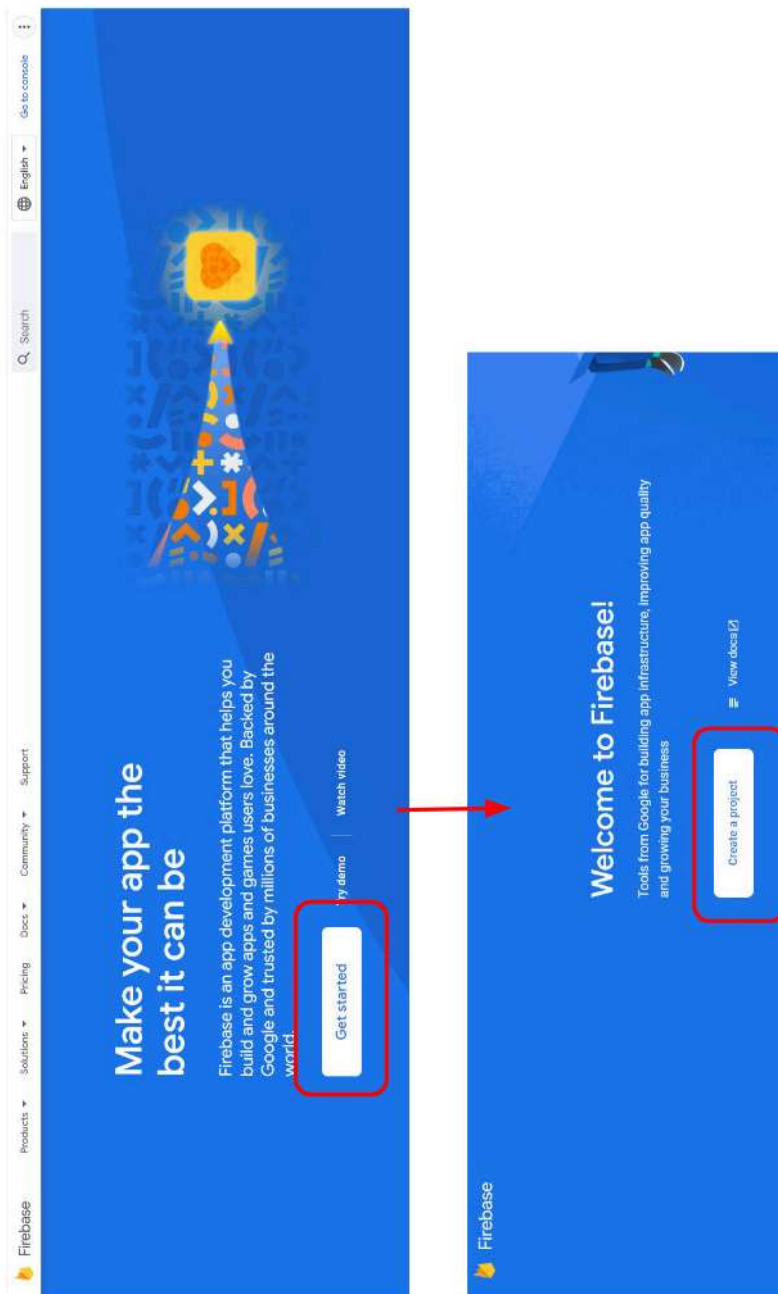 Firebase
Products
Solutions
Pricing
Docs
Community
Support
Search
English
Go to console
Make your app the
best it can be
Firebase is an app development platform that helps you
build and grow apps and games users love. Backed by
Google and trusted by millions of businesses around the
world.
Get started
Try demo
Watch video
Firebase
Welcome to Firebase!
Tools from Google for building app infrastructure, improving app quality
and growing your business
Create a project
View docs